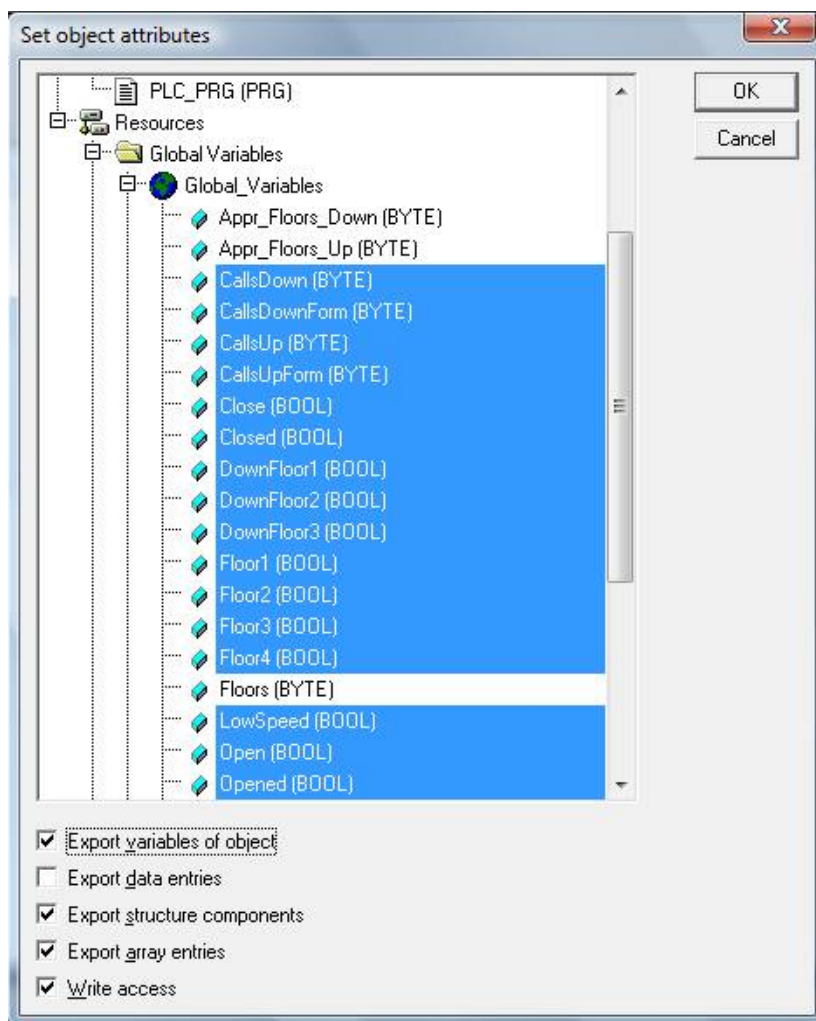 Set object attributes
PLC_PRG (PRG)
OK
Resources
Cancel
Global Variables
Global_Variables
Appr_Floors_Down (BYTE)
Appr_Floors_Up (BYTE)
CallsDown (BYTE)
CallsDownForm (BYTE)
CallsUp (BYTE)
CallsUpForm (BYTE)
Close (BOOL)
Closed (BOOL)
DownFloor1 (BOOL)
DownFloor2 (BOOL)
DownFloor3 (BOOL)
Floor1 (BOOL)
Floor2 (BOOL)
Floor3 (BOOL)
Floor4 (BOOL)
Floors (BYTE)
LowSpeed (BOOL)
Open (BOOL)
Opened (BOOL)
Export variables of object
Export data entries
Export structure components
Export array entries
Write access